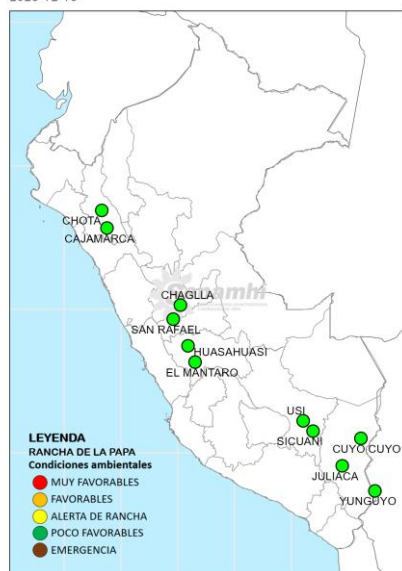 CHOTA
CAJAMARCA
CHAGLLA
SAN RAFAEL
HUASAHUASI
EL MANTARO
USI
SICUANI
CUYO CUYO
JULIACA
YUNGUYO
LEYENDA
RANCHA DE LA PAPA
Condiciones ambientales
MUY FAVORABLES
FAVORABLES
ALERTA DE RANCHA
POCO FAVORABLES
EMERGENCIA